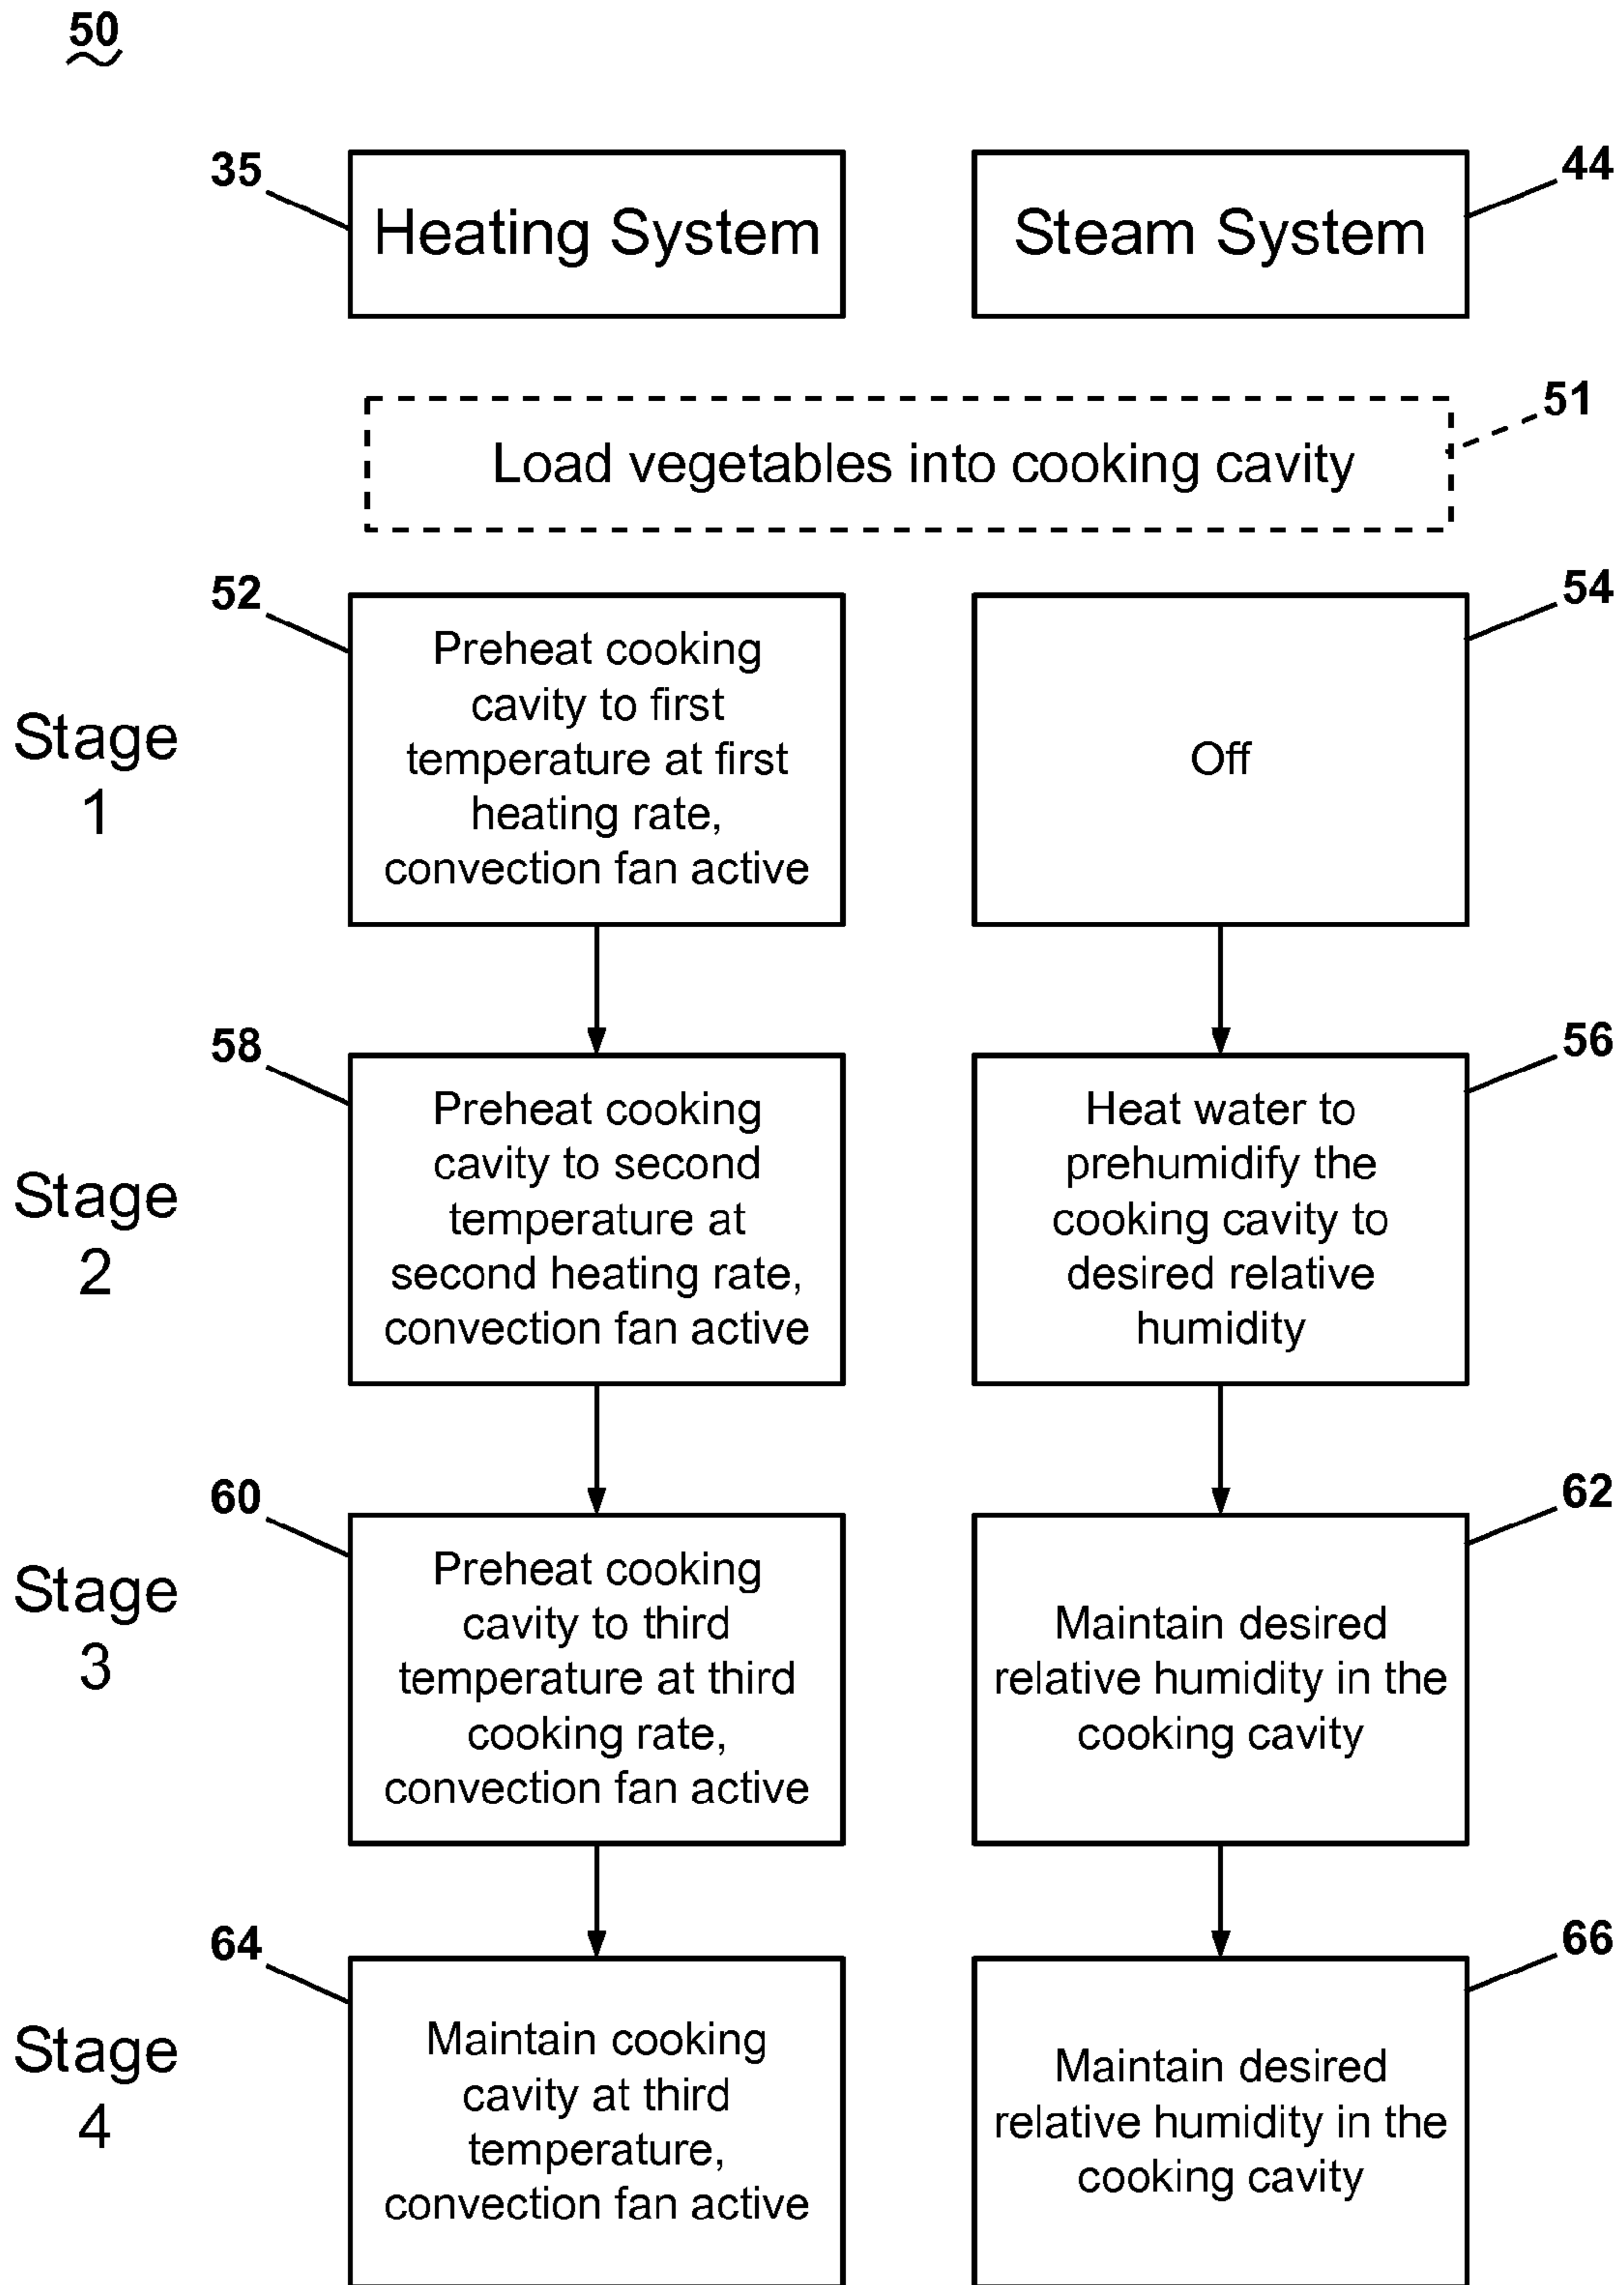 50
35
Heating System
Steam System
44
51
Load vegetables into cooking cavity
52
54
Stage
1
Preheat cooking
cavity to first
temperature at first
heating rate,
convection fan active
Off
58
56
Stage
2
Preheat cooking
cavity to second
temperature at
second heating rate,
convection fan active
Heat water to
prehumidify the
cooking cavity to
desired relative
humidity
60
62
Stage
3
Preheat cooking
cavity to third
temperature at third
cooking rate,
convection fan active
Maintain desired
relative humidity in the
cooking cavity
64
66
Stage
4
Maintain cooking
cavity at third
temperature,
convection fan active
Maintain desired
relative humidity in the
cooking cavity